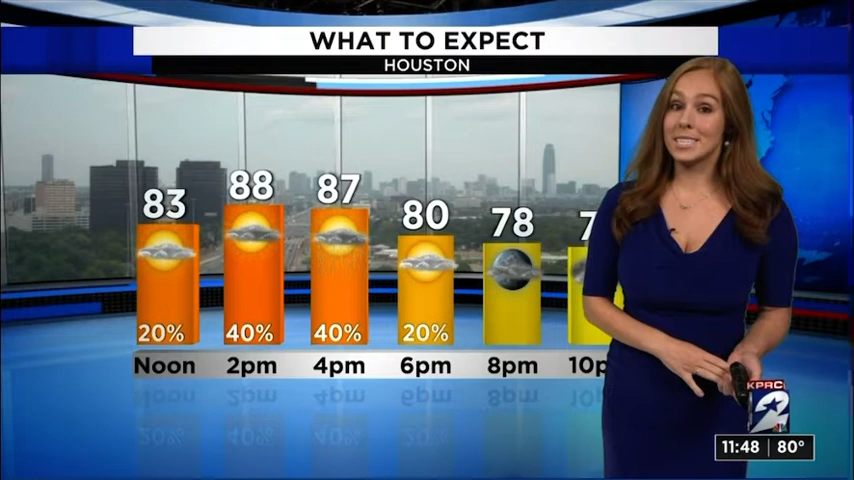 WHAT TO EXPECT
HOUSTON
83 88 87 80 78
20% 40% 40% 20%
Noon 2pm 4pm 6pm 8pm
KPRC
2
11:48 80°